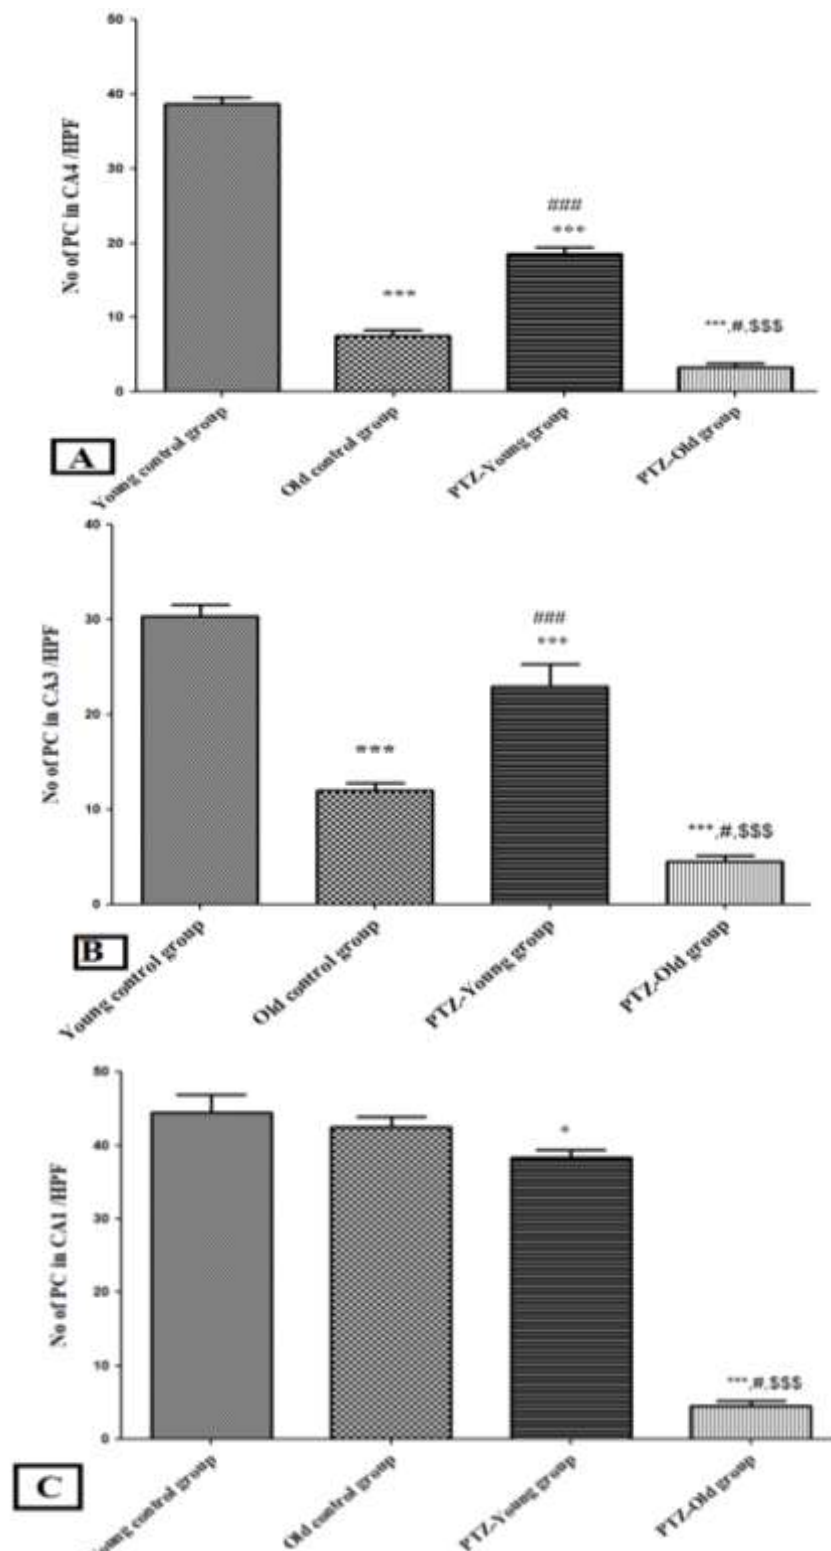 50
40
30
20
10
0
No of PC in CA4 /HPF
***
###
***
***,#,$$$
Young control group
Old control group
PTZ-Young group
PTZ-Old group
A
40
30
20
10
0
No of PC in CA3 /HPF
***
###
***
***,#,$$$
Young control group
Old control group
PTZ-Young group
PTZ-Old group
B
50
40
30
20
10
0
No of PC in CA1 /HPF
*
***,#,$$$
Young control group
Old control group
PTZ-Young group
PTZ-Old group
C